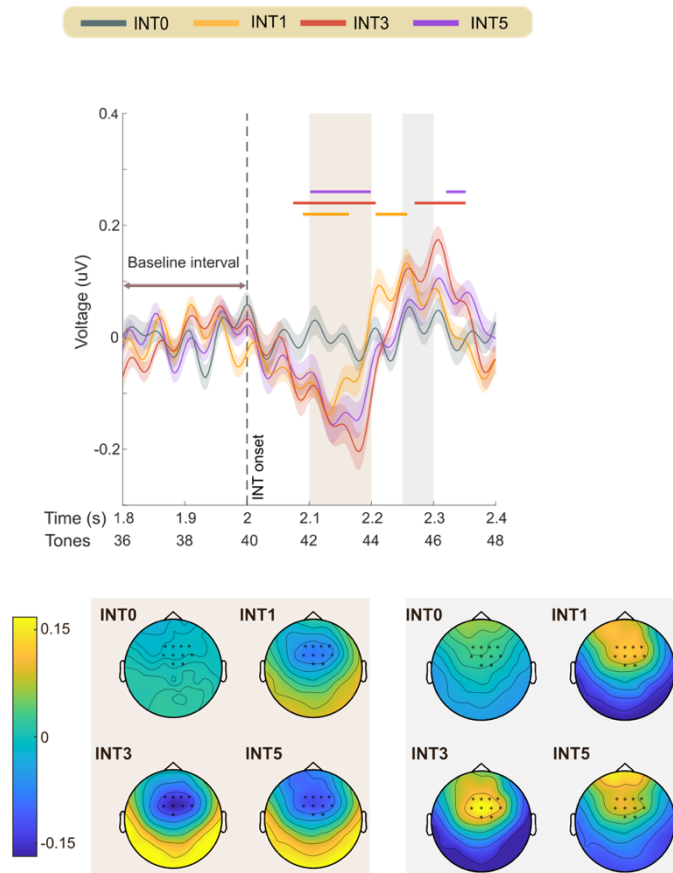 INT0 INT1 INT3 INT5
0.4
0.2
0
-0.2
Voltage (uV)
Baseline interval
INT onset
Time (s) 1.8 1.9 2 2.1 2.2 2.3 2.4
Tones 36 38 40 42 44 46 48
0.15
0
-0.15
INT0 INT1
INT3 INT5
INT0 INT1
INT3 INT5